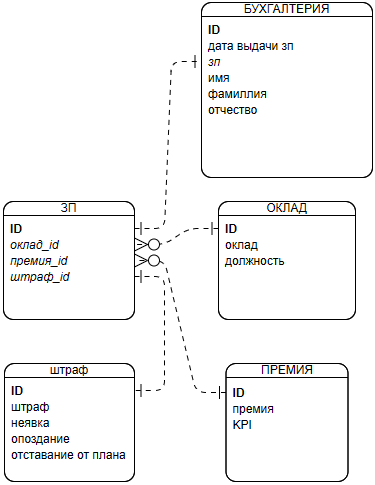 БУХГАЛТЕРИЯ
ID
дата выдачи зп
зп
имя
фамиллия
отчество
ЗП
ID
оклад_id
премия_id
штраф_id
ОКЛАД
ID
оклад
должность
штраф
ID
штраф
неявка
опоздание
отставание от плана
ПРЕМИЯ
ID
премия
KPI